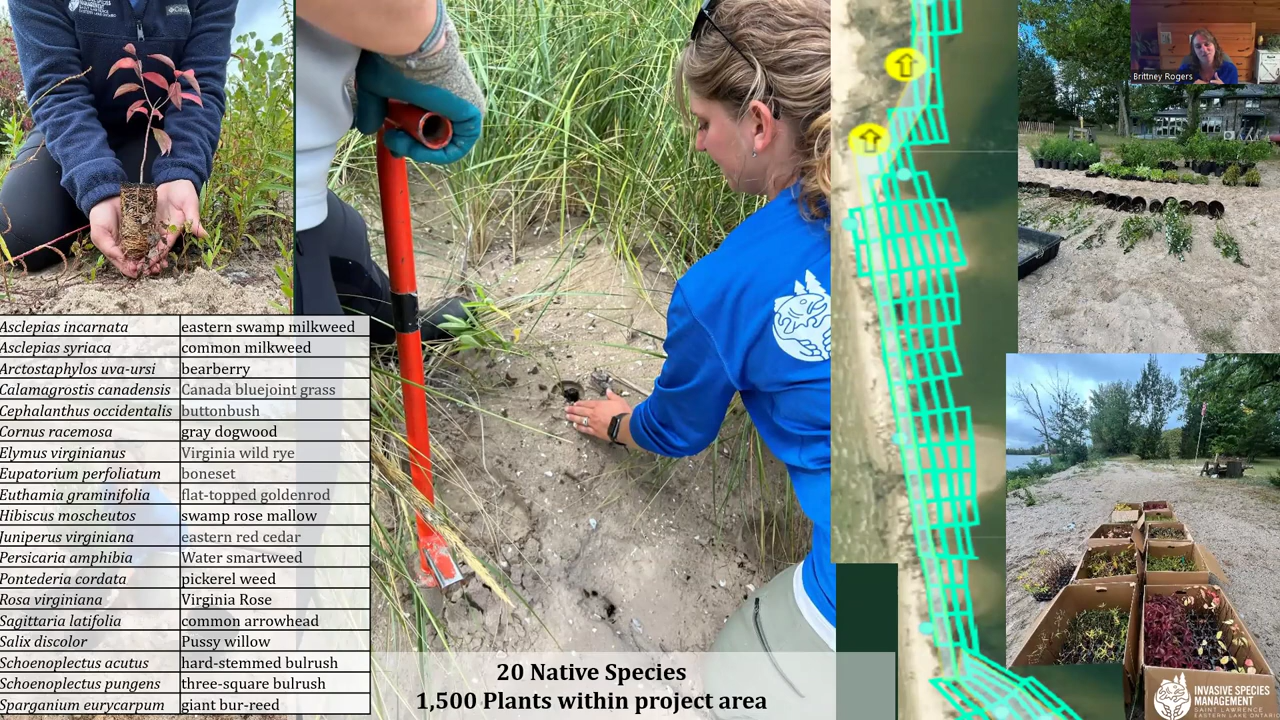 INVASIVE SPECIES
MANAGEMENT
Brittney Rogers
Asclepias incarnata eastern swamp milkweed
Asclepias syriaca common milkweed
Arctostaphylos uva-ursi bearberry
Calamagrostis canadensis Canada bluejoint grass
Cephalanthus occidentalis buttonbush
Cornus racemosa gray dogwood
Elymus virginianus Virginia wild rye
Eupatorium perfoliatum boneset
Euthamia graminifolia flat-topped goldenrod
Hibiscus moscheutos swamp rose mallow
Juniperus virginiana eastern red cedar
Persicaria amphibia Water smartweed
Pontederia cordata pickerel weed
Rosa virginiana Virginia Rose
Sagittaria latifolia common arrowhead
Salix discolor Pussy willow
Schoenoplectus acutus hard-stemmed bulrush
Schoenoplectus pungens three-square bulrush
Sparganium eurycarpum giant bur-reed
20 Native Species
1,500 Plants within project area
INVASIVE SPECIES
MANAGEMENT
SAINT LAWRENCE
EASTERN LAKE ONTARIO